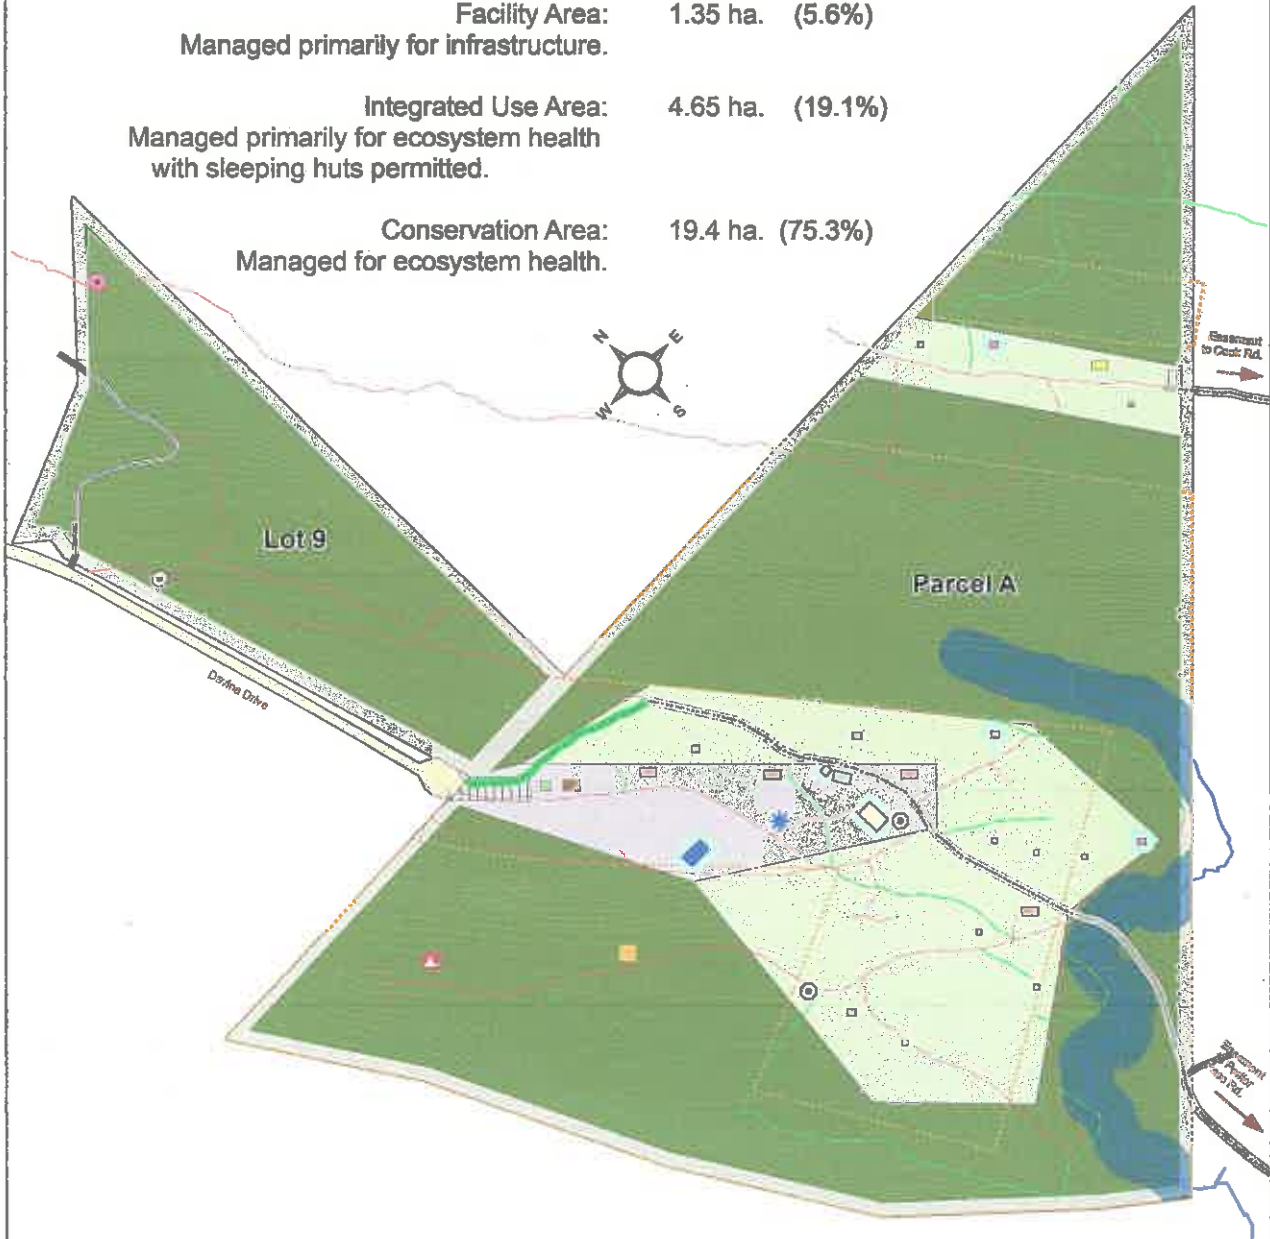 Facility Area: 1.35 ha. (5.6%)
Managed primarily for infrastructure.
Integrated Use Area: 4.65 ha. (19.1%)
Managed primarily for ecosystem health
with sleeping huts permitted.
Conservation Area: 19.4 ha. (75.3%)
Managed for ecosystem health.
N
E
W
S
Easement
to Cook Rd.
Lot 9
Parcel A
Drive
Easement
Rd.